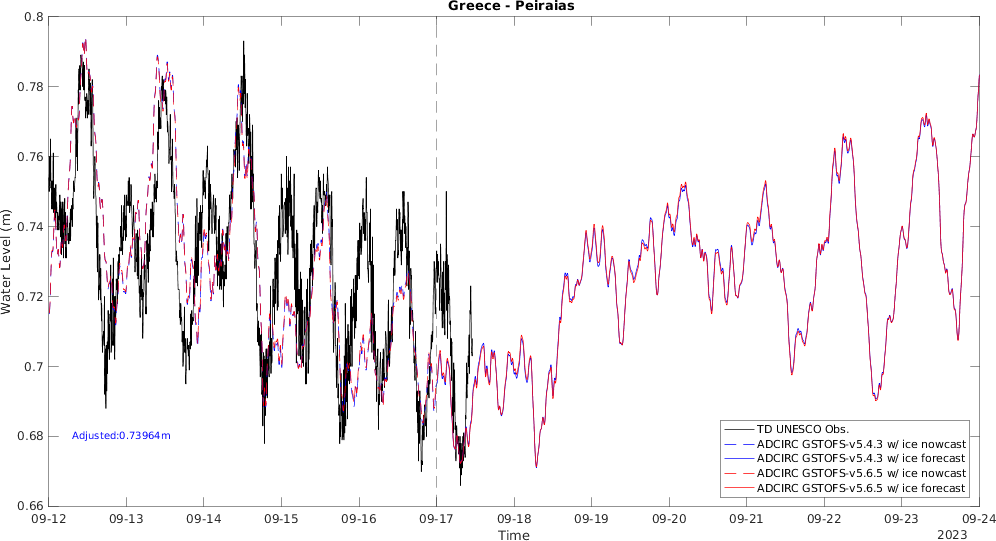 Greece - Peiraias
0.8
0.78
0.76
0.74
0.72
0.7
0.68
0.66
Water Level (m)
Adjusted:0.73964m
TD UNESCO Obs.
ADCIRC GSTOFS-v5.4.3 w/ ice nowcast
ADCIRC GSTOFS-v5.4.3 w/ ice forecast
ADCIRC GSTOFS-v5.6.5 w/ ice nowcast
ADCIRC GSTOFS-v5.6.5 w/ ice forecast
09-12 09-13 09-14 09-15 09-16 09-17 09-18 09-19 09-20 09-21 09-22 09-23 09-24
Time
2023